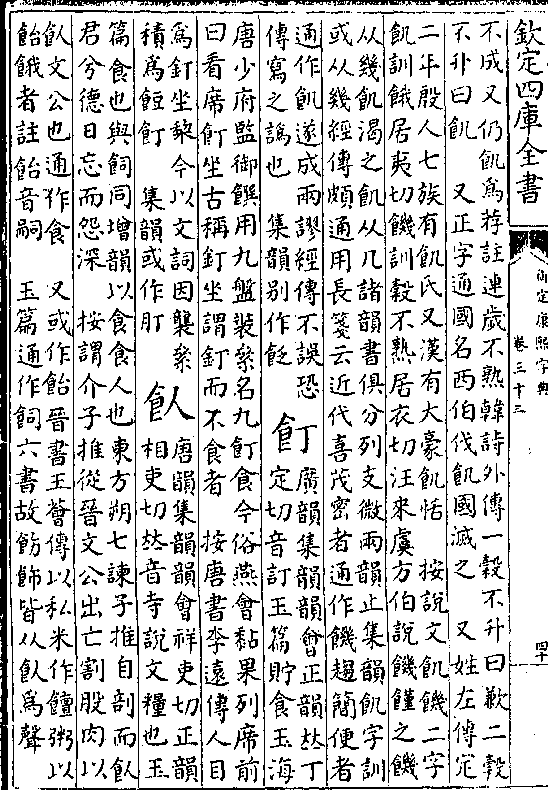 欽定四庫全書
御定康熙字典
卷三十三
四十
不成又仍飢爲荐註連歲不熟韓詩外傳一穀不升曰歉二穀
不升曰飢　又正字通國名西伯伐飢國滅之　又姓左傳定
二年殷人七族有飢氏又漢有大豪飢恬　按說文飢饑二字
飢訓餓居夷切饑訓穀不熟居衣切汪來虞方伯說饑饉之饑
从幾飢渴之飢从几諸韻書俱分列支微兩韻止集韻飢字訓
或从幾經傳頗通用長箋云近代喜茂密者通作饑趨簡便者
通作飢遂成兩謬經傳不誤恐
傳寫之譌也　集韻別作𩚮
飣
廣韻集韻韻會正韻𠀤丁
定切音訂玉篇貯食玉海
唐少府監御饌用九盤裝絫名九飣食今俗燕會黏果列席前
曰看席飣坐古稱飣坐謂飣而不食者　按唐書李遠傳人目
爲飣坐棃今以文詞因襲絫
積爲餖飣　集韻或作䬦
飤
唐韻集韻韻會祥吏切正韻
相吏切𠀤音寺說文糧也玉
篇食也與飼同增韻以食食人也東方朔七諫子推自剖而飤
君兮德日忘而怨深　按謂介子推從晉文公出亡割股肉以
飤文公也通作食　又或作飴晉書王薈傳以私米作饘粥以
飴餓者註飴音嗣　玉篇通作飼六書故飭飾皆从飤爲聲